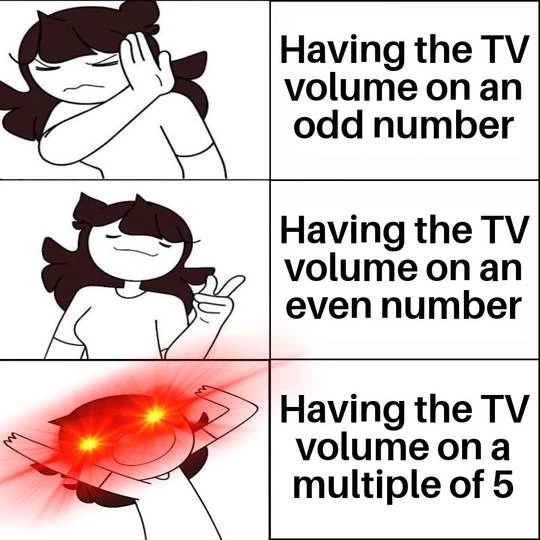 Having the TV
volume on an
odd number
Having the TV
volume on an
even number
Having the TV
volume on a
multiple of 5